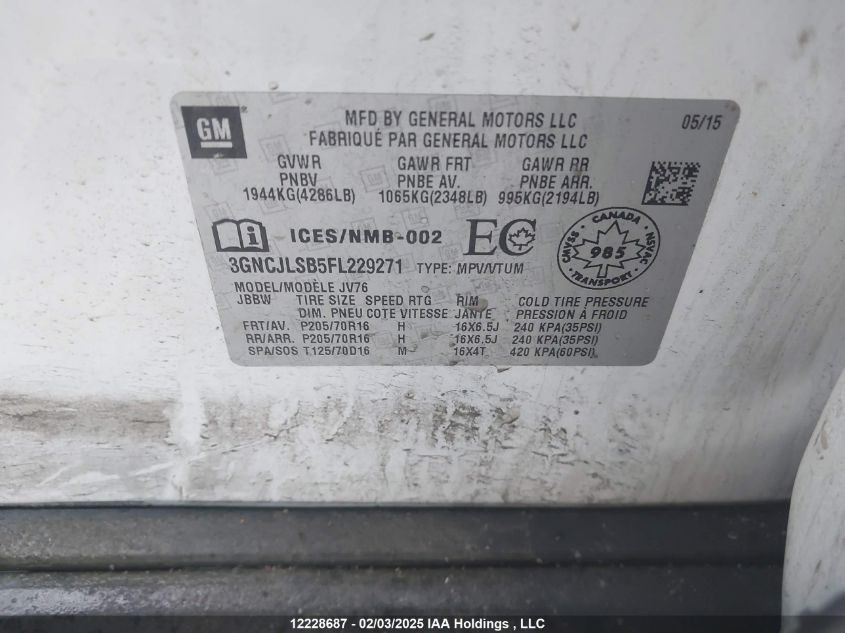 GM
MFD BY GENERAL MOTORS LLC 05/15
FABRIQUÉ PAR GENERAL MOTORS LLC
GVWR GAWR FRT GAWR RR
PNBV PNBE AV. PNBE ARR.
1944KG(4286LB) 1065KG(2348LB) 995KG(2194LB)
ICES/NMB-002 EC
CANADA
CMVSS 985 NSVAC
TRANSPORT
3GNCJLSB5FL229271 TYPE: MPV/VTUM
MODEL/MODÈLE JV76
JBBW TIRE SIZE SPEED RTG RIM COLD TIRE PRESSURE
DIM. PNEU COTE VITESSE JANTE PRESSION À FROID
FRT/AV. P205/70R16 H 16X6.5J 240 KPA(35PSI)
RR/ARR. P205/70R16 H 16X6.5J 240 KPA(35PSI)
SPA/SOS T125/70D16 M 16X4T 420 KPA(60PSI)
12228687 - 02/03/2025 IAA Holdings , LLC